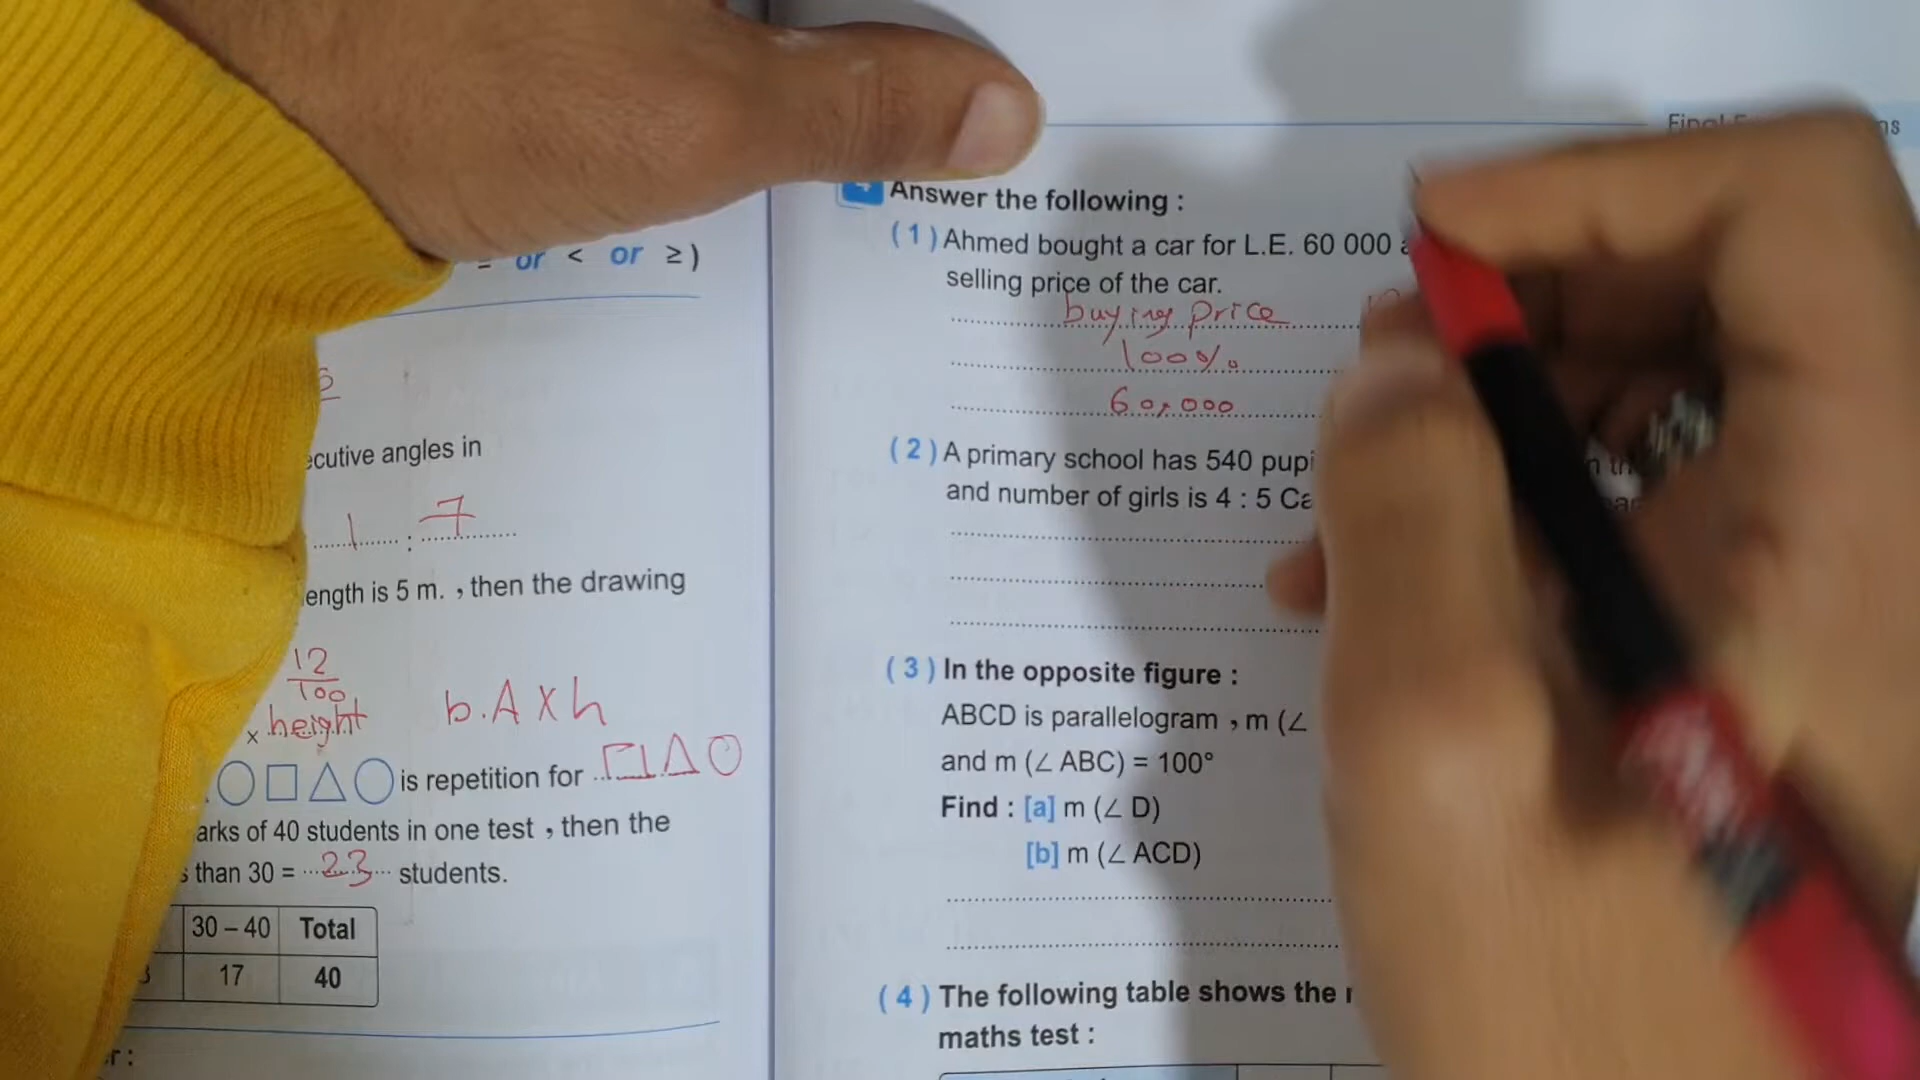 or < or ≥ )
ecutive angles in
1 : 7
length is 5 m. , then the drawing
12
100
× height
b.A x h
is repetition for □△○
arks of 40 students in one test , then the
than 30 = 23 students.
30 – 40 Total
17 40
r :
Answer the following :
( 1 ) Ahmed bought a car for L.E. 60 000
selling price of the car.
buying price
100%
60,000
( 2 ) A primary school has 540 pupi
and number of girls is 4 : 5 Ca
( 3 ) In the opposite figure :
ABCD is parallelogram , m (∠
and m (∠ ABC) = 100°
Find : [a] m (∠ D)
[b] m (∠ ACD)
( 4 ) The following table shows the
maths test :